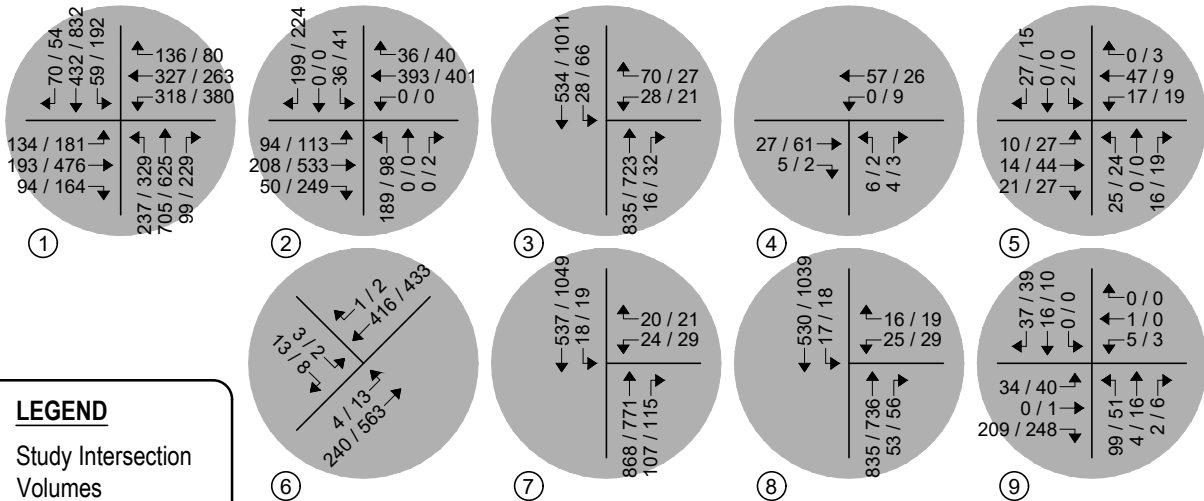 70 / 54
432 / 832
59 / 192
136 / 80
327 / 263
318 / 380
134 / 181
193 / 476
94 / 164
237 / 329
705 / 625
99 / 229
1
199 / 224
0 / 0
36 / 41
36 / 40
393 / 401
0 / 0
94 / 113
208 / 533
50 / 249
189 / 98
0 / 0
0 / 2
2
534 / 1011
28 / 66
70 / 27
28 / 21
835 / 723
16 / 32
3
57 / 26
0 / 9
27 / 61
5 / 2
6 / 2
4 / 3
4
27 / 15
0 / 0
2 / 0
0 / 3
47 / 9
17 / 19
10 / 27
14 / 44
21 / 27
25 / 24
0 / 0
16 / 19
5
1 / 2
416 / 433
3 / 2
13 / 8
4 / 13
240 / 563
6
537 / 1049
18 / 19
20 / 21
24 / 29
868 / 771
107 / 115
7
530 / 1039
17 / 18
16 / 19
25 / 29
835 / 736
53 / 56
8
37 / 39
16 / 10
0 / 0
0 / 0
1 / 0
5 / 3
34 / 40
0 / 1
209 / 248
99 / 51
4 / 16
2 / 6
9
LEGEND
Study Intersection
Volumes